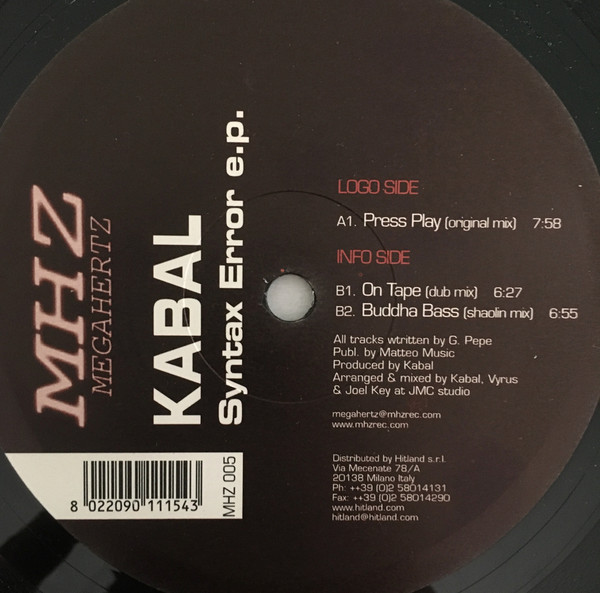 MHZ
MEGAHERTZ
KABAL
Syntax Error e.p.
LOGO SIDE
A1. Press Play (original mix) 7:58
INFO SIDE
B1. On Tape (dub mix) 6:27
B2. Buddha Bass (shaolin mix) 6:55
All tracks wtritten by G. Pepe
Publ. by Matteo Music
Produced by Kabal
Arranged & mixed by Kabal, Vyrus
& Joel Key at JMC studio
megahertz@mhzrec.com
www.mhzrec.com
Distributed by Hitland s.r.l.
Via Mecenate 78/A
20138 Milano Italy
Ph: ++39 (0)2 58014131
Fax: ++39 (0)2 58014290
www.hitland.com
hitland@hitland.com
8 022090 111543
MHZ 005